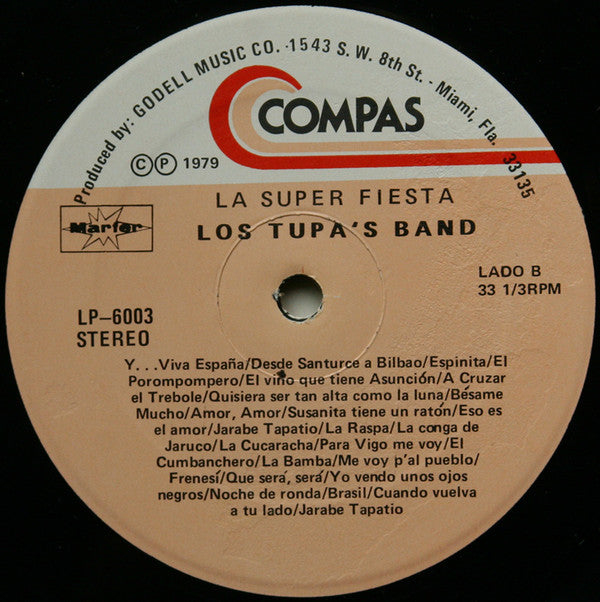 Produced by: GODELL MUSIC CO. -1543 S. W. 8th St. - Miami, Fla. 33135
COMPAS
© Ⓟ 1979
LA SUPER FIESTA
LOS TUPA'S BAND
Marfer
LADO B
33 1/3RPM
LP-6003
STEREO
Y. . .Viva España/Desde Santurce a Bilbao/Espinita/El
Porompompero/El vino que tiene Asunción/A Cruzar
el Trebole/Quisiera ser tan alta como la luna/Bésame
Mucho/Amor, Amor/Susanita tiene un ratón/Eso es
el amor/Jarabe Tapatio/La Raspa/La conga de
Jaruco/La Cucaracha/Para Vigo me voy/El
Cumbanchero/La Bamba/Me voy p'al pueblo/
Frenesí/Que será, será/Yo vendo unos ojos
negros/Noche de ronda/Brasil/Cuando vuelva
a tu lado/Jarabe Tapatio